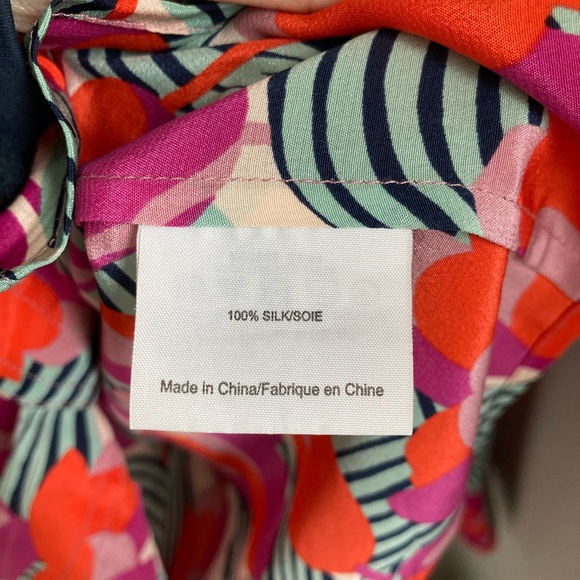 100% SILK/SOIE
Made in China/Fabrique en Chine